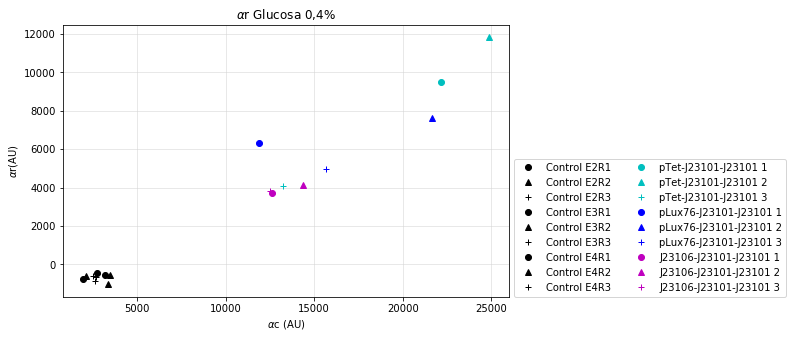 αr Glucosa 0,4%
12000
10000
8000
6000
4000
2000
0
αr(AU)
5000 10000 15000 20000 25000
αc (AU)
Control E2R1 pTet-J23101-J23101 1
Control E2R2 pTet-J23101-J23101 2
Control E2R3 pTet-J23101-J23101 3
Control E3R1 pLux76-J23101-J23101 1
Control E3R2 pLux76-J23101-J23101 2
Control E3R3 pLux76-J23101-J23101 3
Control E4R1 J23106-J23101-J23101 1
Control E4R2 J23106-J23101-J23101 2
Control E4R3 J23106-J23101-J23101 3